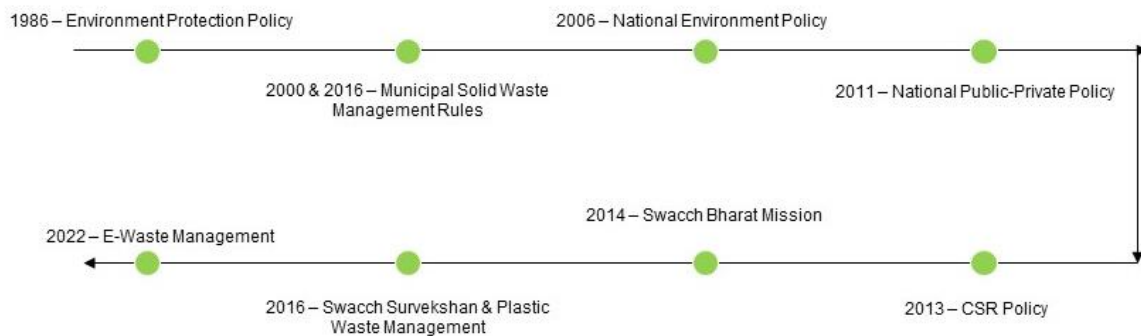 1986 – Environment Protection Policy
2006 – National Environment Policy
2000 & 2016 – Municipal Solid Waste
Management Rules
2011 – National Public-Private Policy
2014 – Swacch Bharat Mission
2022 – E-Waste Management
2016 – Swacch Survekshan & Plastic
Waste Management
2013 – CSR Policy